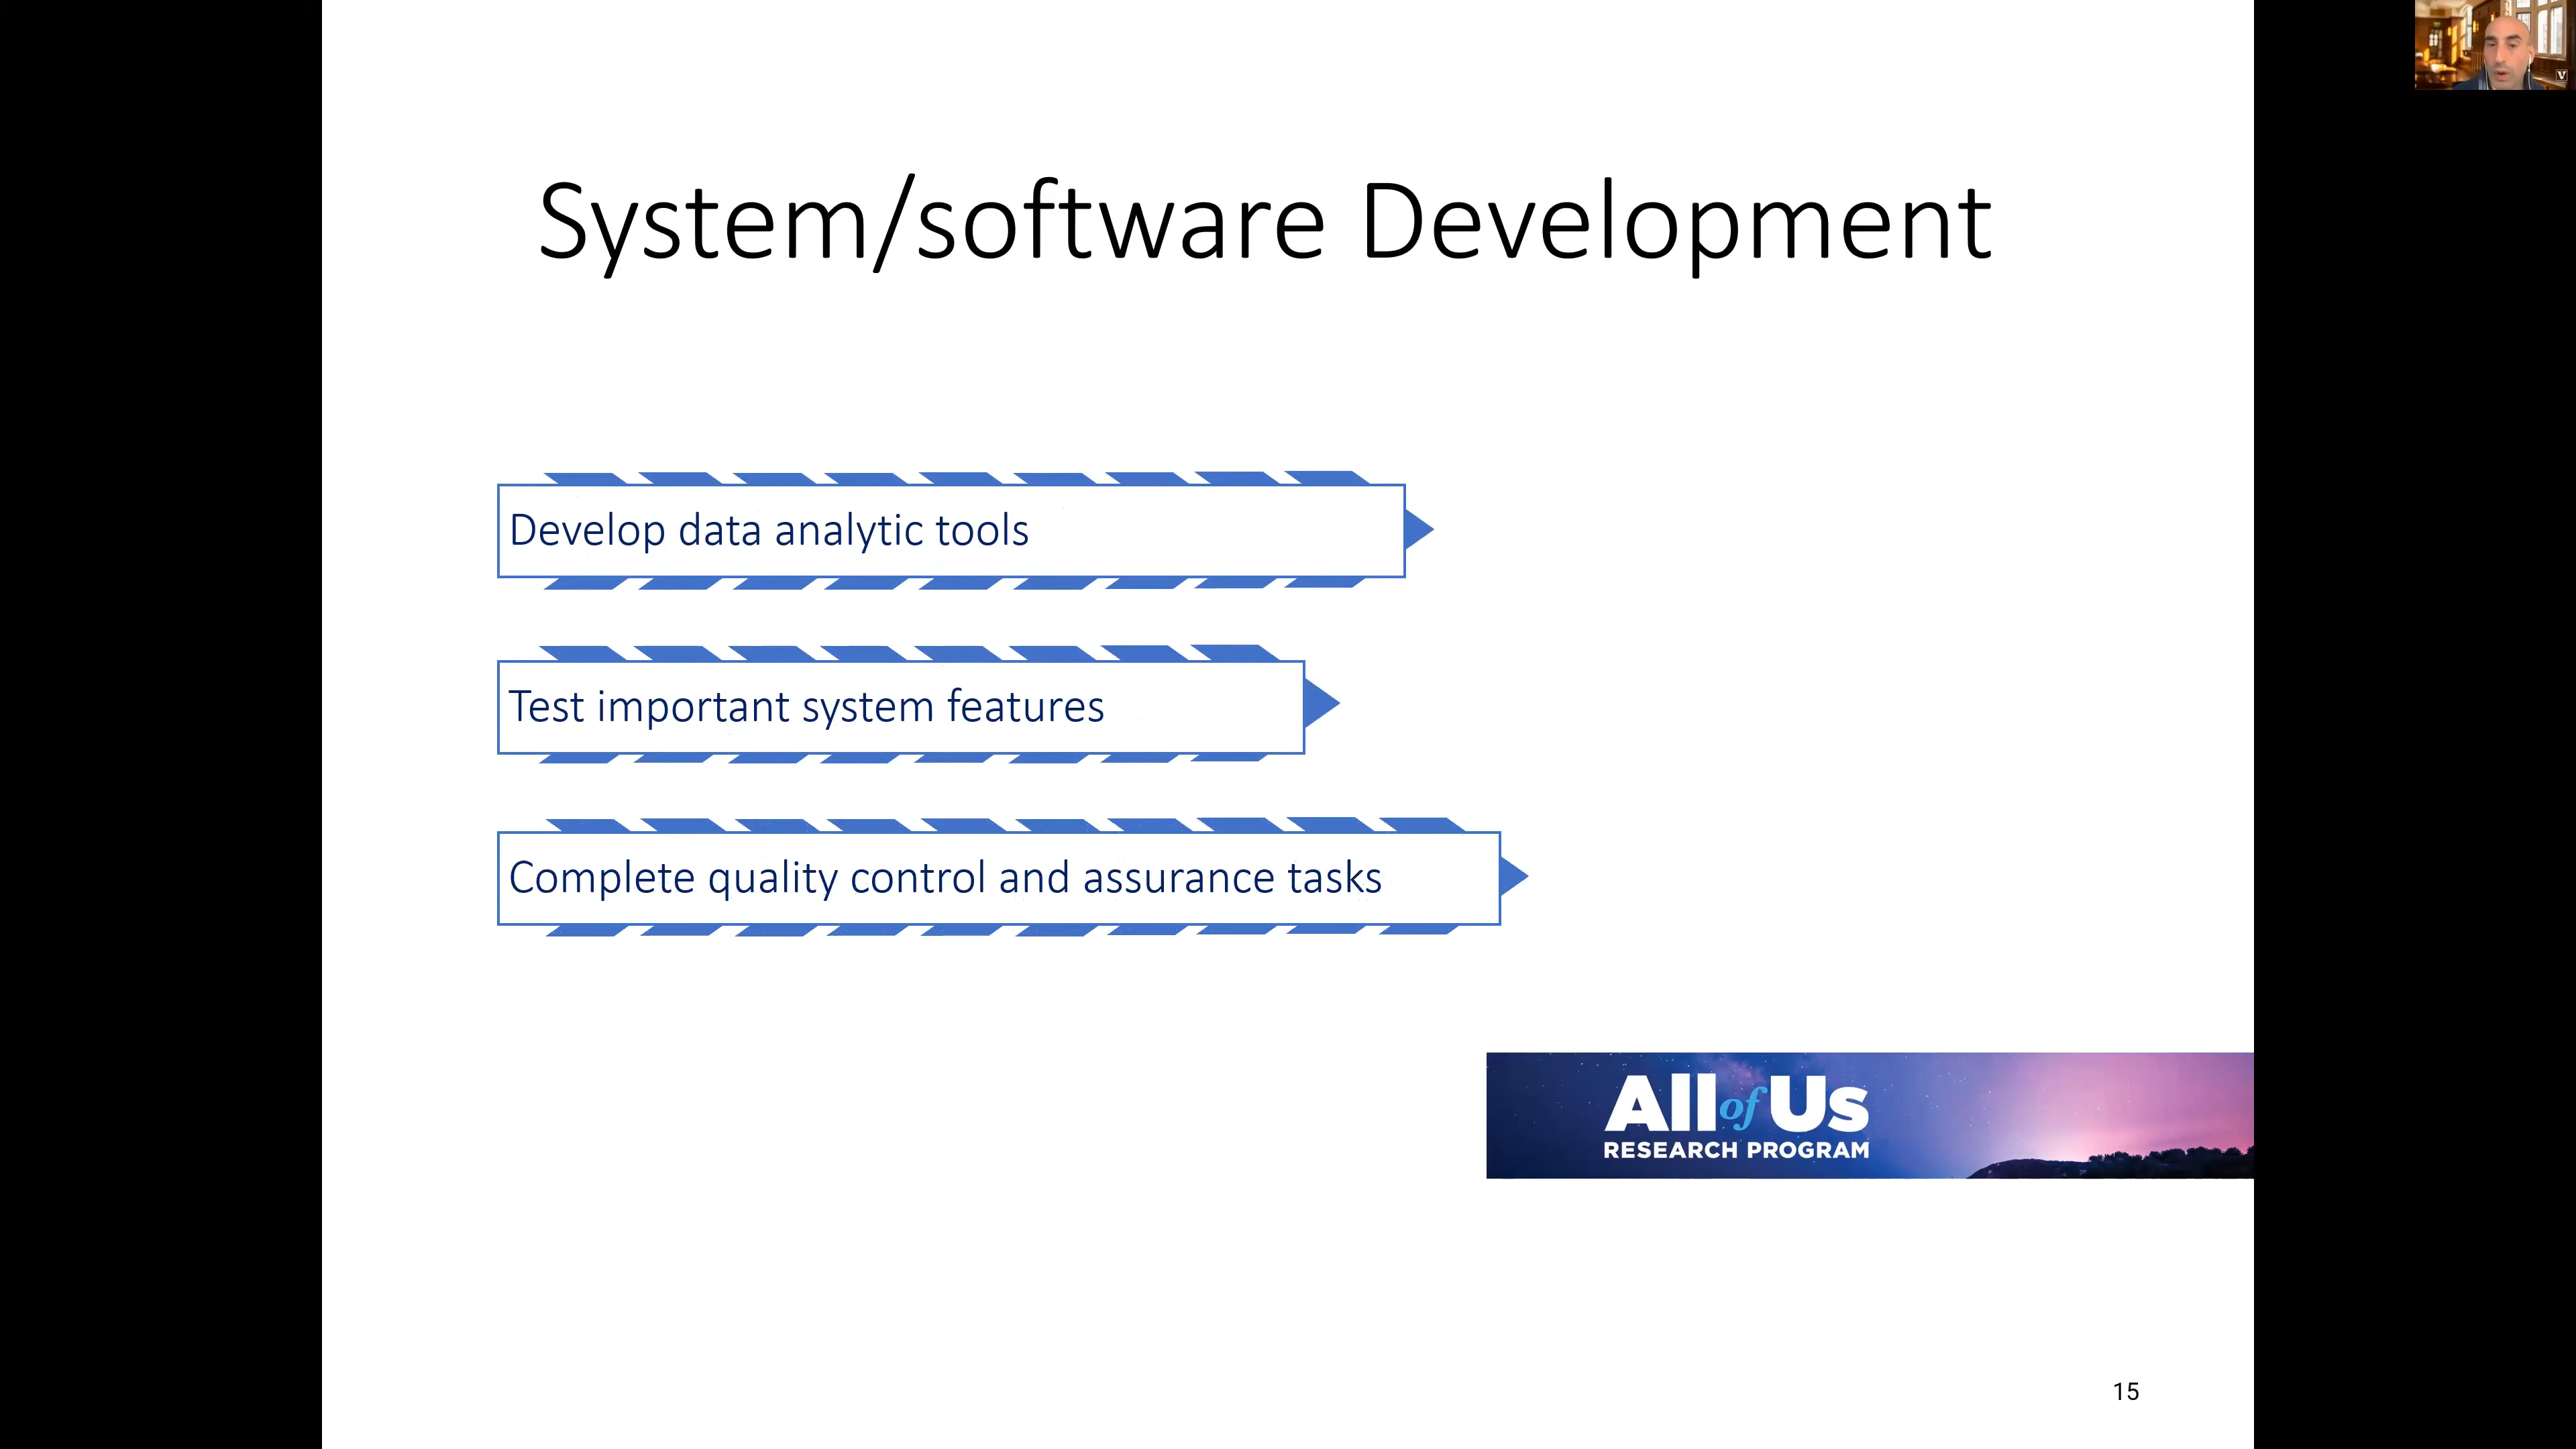 System/software Development
Develop data analytic tools
Test important system features
Complete quality control and assurance tasks
All of Us
RESEARCH PROGRAM
15
V